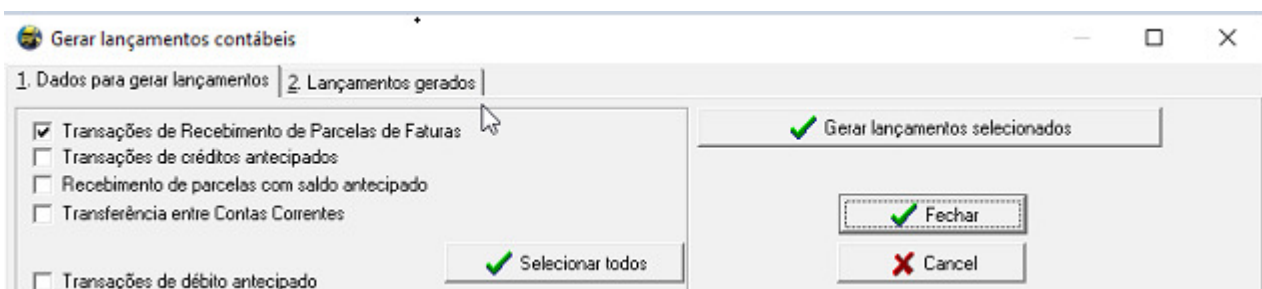 Gerar lançamentos contábeis
1. Dados para gerar lançamentos
2. Lançamentos gerados
Transações de Recebimento de Parcelas de Faturas
Transações de créditos antecipados
Recebimento de parcelas com saldo antecipado
Transferência entre Contas Correntes
Selecionar todos
Transações de débito antecipado
Gerar lançamentos selecionados
Fechar
Cancel